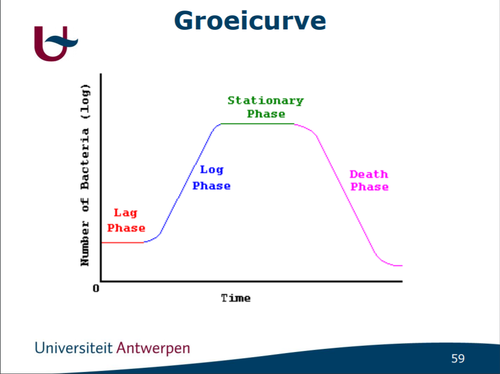 Groeicurve
Number of Bacteria (log)
Stationary
Phase
Log
Phase
Death
Phase
Lag
Phase
0
Time
Universiteit Antwerpen
59